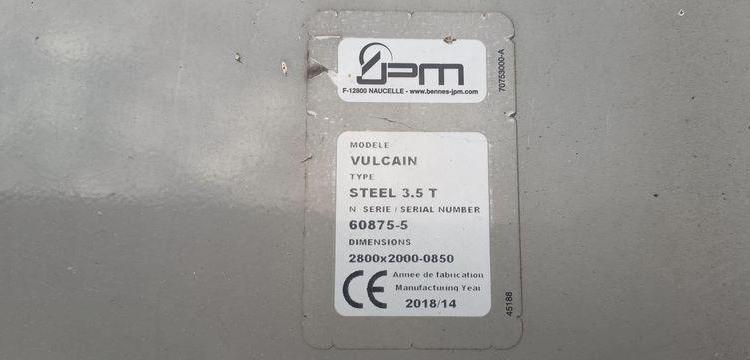 JPM
F-12800 NAUCELLE - www.bennes-jpm.com
70753000-A
MODELE
VULCAIN
TYPE
STEEL 3.5 T
N SERIE / SERIAL NUMBER
60875-5
DIMENSIONS
2800x2000-0850
CE
Annee de fabrication
Manufacturing Year
2018/14
45188